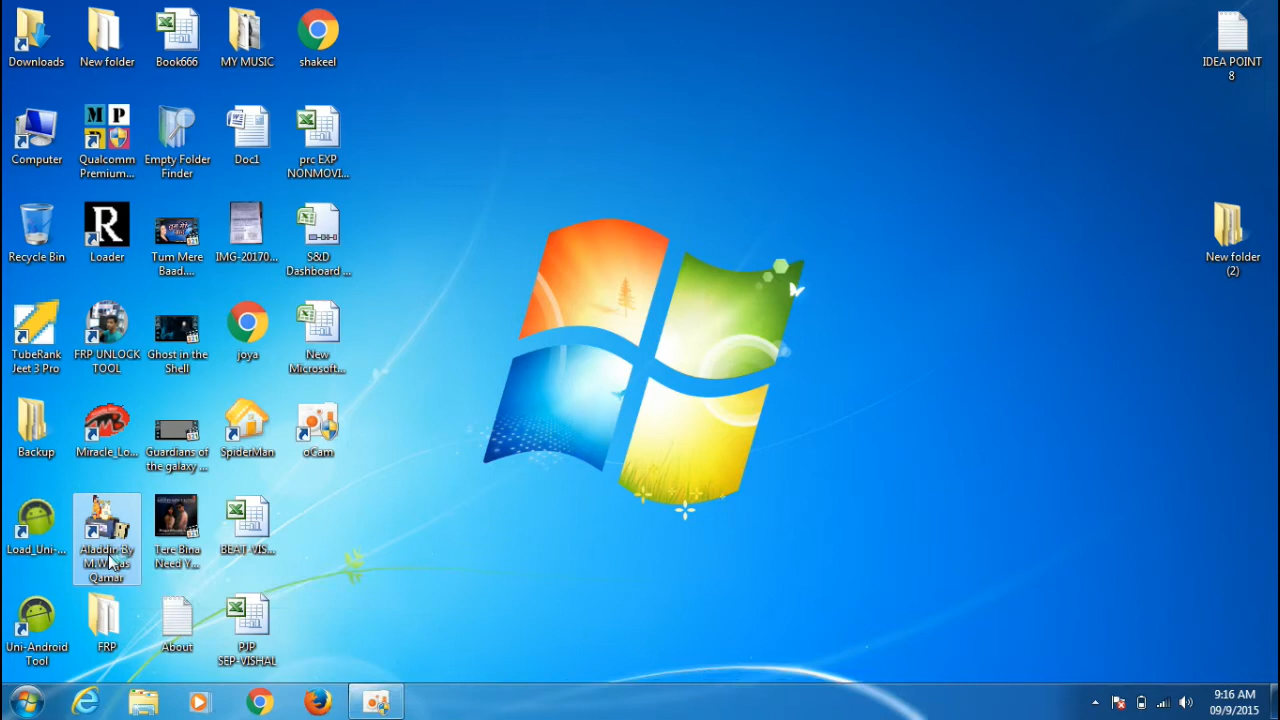 Downloads
New folder
Book666
MY MUSIC
shakeel
IDEA POINT
8
M P
Computer
Qualcomm
Premium...
Empty Folder
Finder
Doc1
prc EXP
NONMOVI...
R
Recycle Bin
Loader
Tum Mere
Baad....
IMG-20170...
S&D
Dashboard ...
New folder
(2)
TubeRank
Jeet 3 Pro
FRP UNLOCK
TOOL
Ghost in the
Shell
joya
New
Microsoft...
Backup
Miracle_Lo...
Guardians of
the galaxy ...
SpiderMan
oCam
Load_Uni-...
Aladdin By
Qamar
Tere Bina
Need Y...
BEAT-VIS...
Uni-Android
Tool
FRP
About
PJP
SEP-VISHAL
9:16 AM
09/9/2015